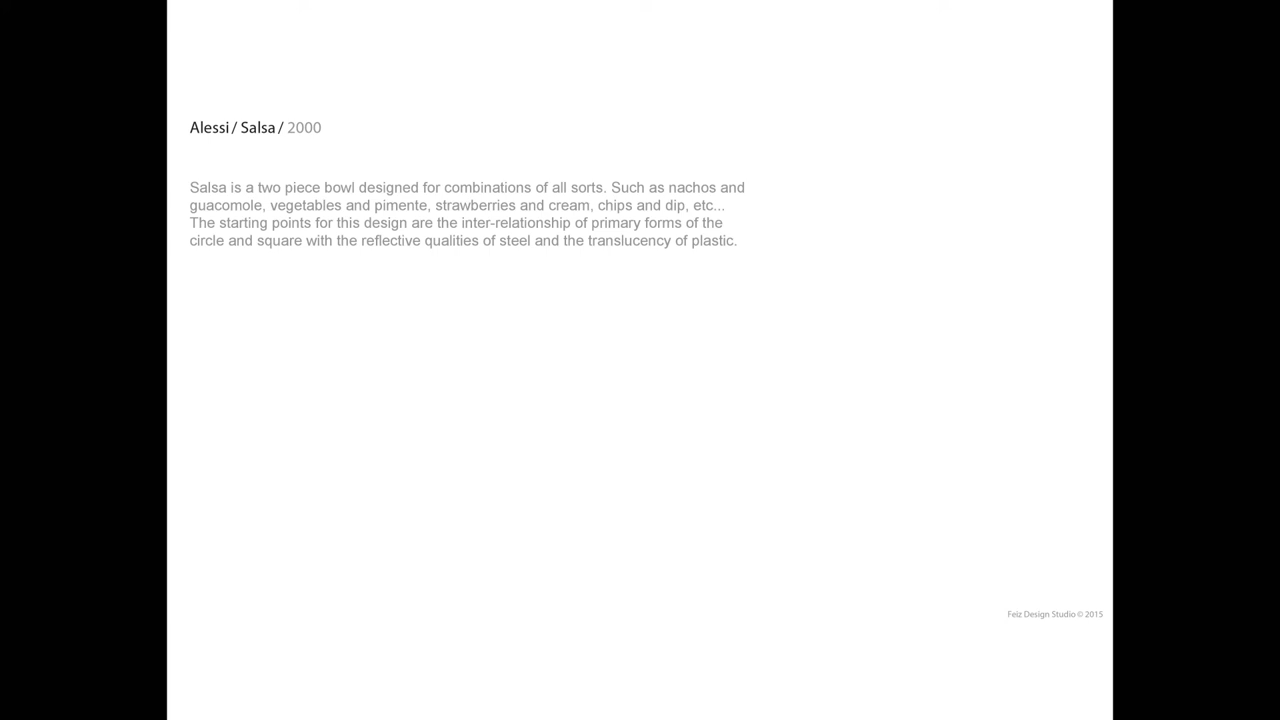 Alessi / Salsa / 2000
Salsa is a two piece bowl designed for combinations of all sorts. Such as nachos and
guacomole, vegetables and pimente, strawberries and cream, chips and dip, etc...
The starting points for this design are the inter-relationship of primary forms of the
circle and square with the reflective qualities of steel and the translucency of plastic.
Feiz Design Studio © 2015